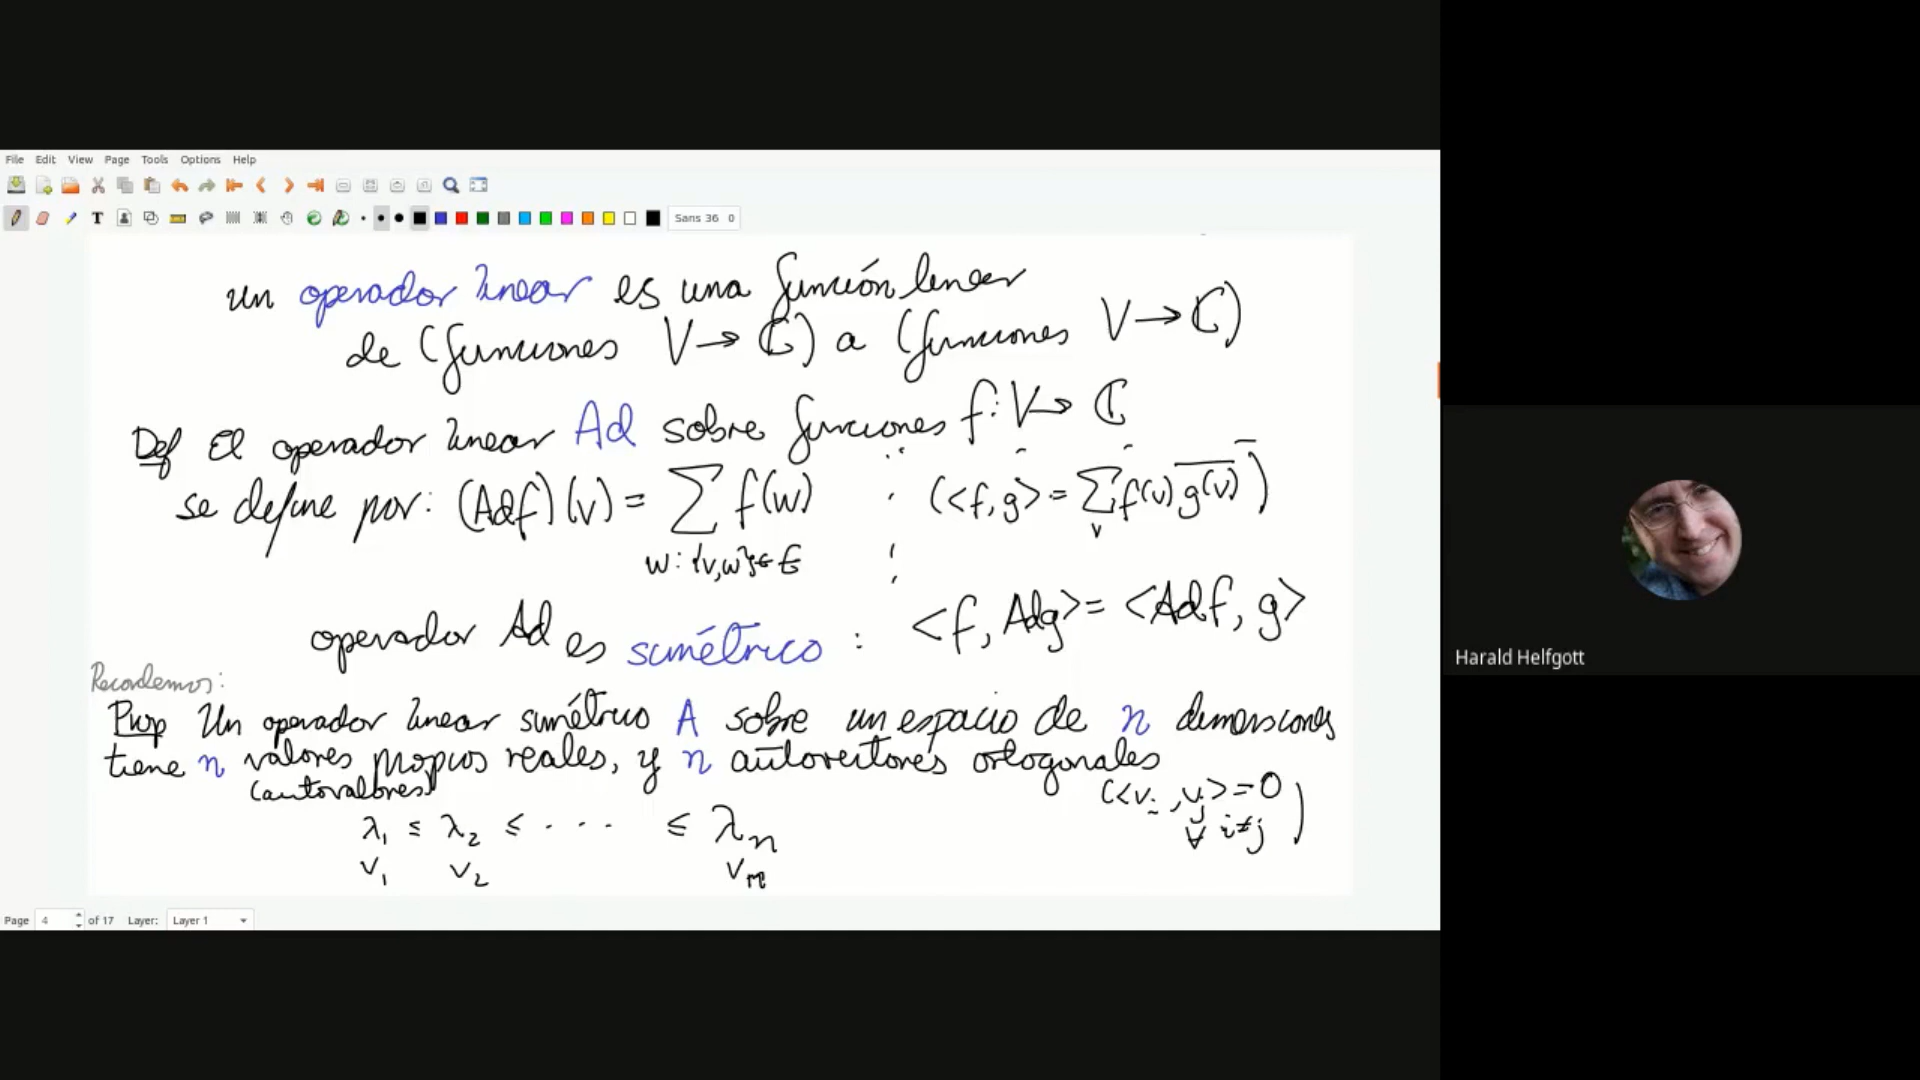 File Edit View Page Tools Options Help
Sans 36 0
un operador linear es una función linear
de (funciones V → ℂ) a (funciones V → ℂ)
Def El operador linear Ad sobre funciones f: V → ℂ
se define por: (Adf)(v) = ∑ f(w) (<f,g> = ∑ f(v) g(v)‾)
w: {v,w}∈E v
operador Ad es simétrico : <f, Adg> = <Adf, g>
Recordemos:
Prop Un operador linear simétrico A sobre un espacio de n dimensiones
tiene n valores propios reales, y n autovectores ortogonales
(autovalores) (<vᵢ, vⱼ> = 0
λ₁ ≤ λ₂ ≤ . . . ≤ λₙ ∀ i≠j )
v₁ v₂ vₙ
Page 4 of 17 Layer: Layer 1
Harald Helfgott